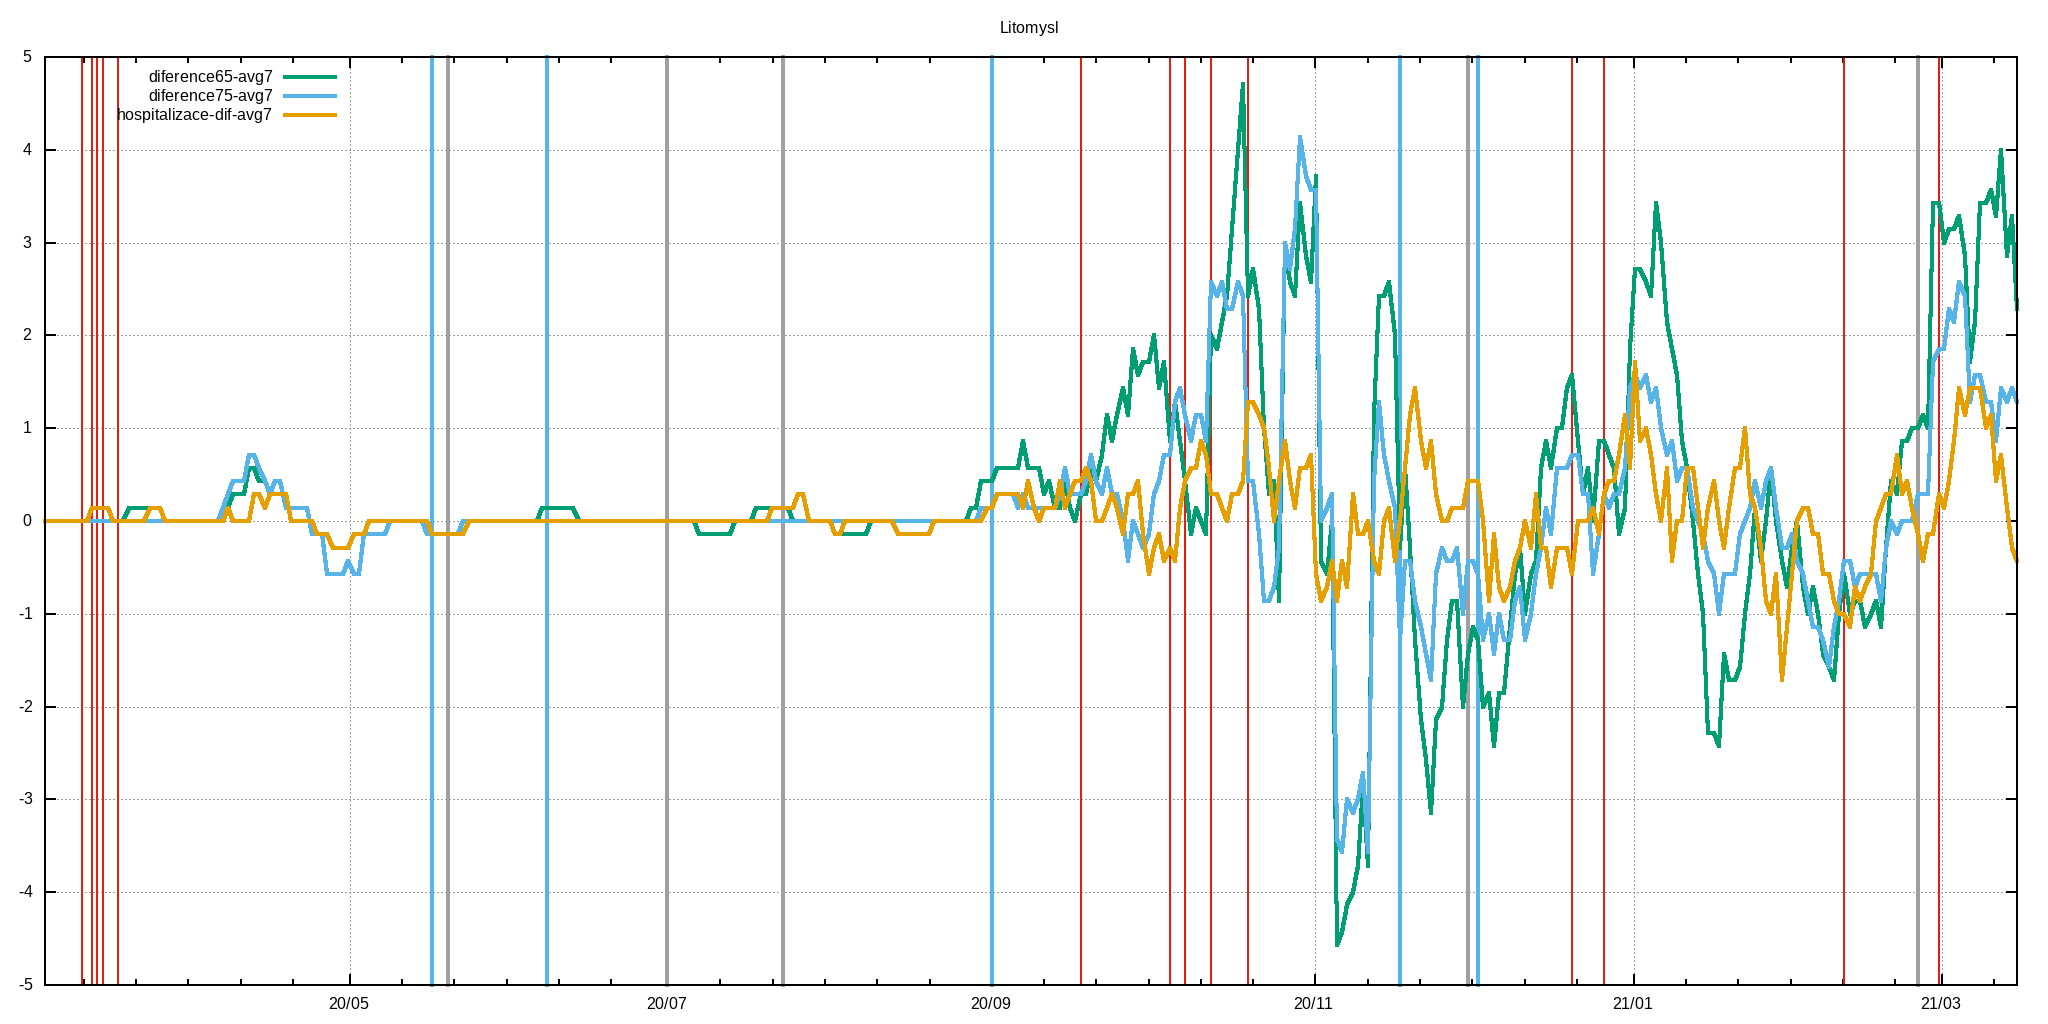 Litomysl
diference65-avg7
diference75-avg7
hospitalizace-dif-avg7
5
4
3
2
1
0
-1
-2
-3
-4
-5
20/05 20/07 20/09 20/11 21/01 21/03